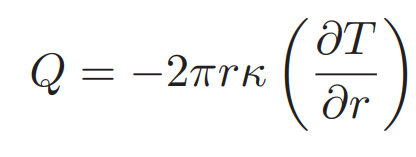 Q = −2πrκ (∂T/∂r)